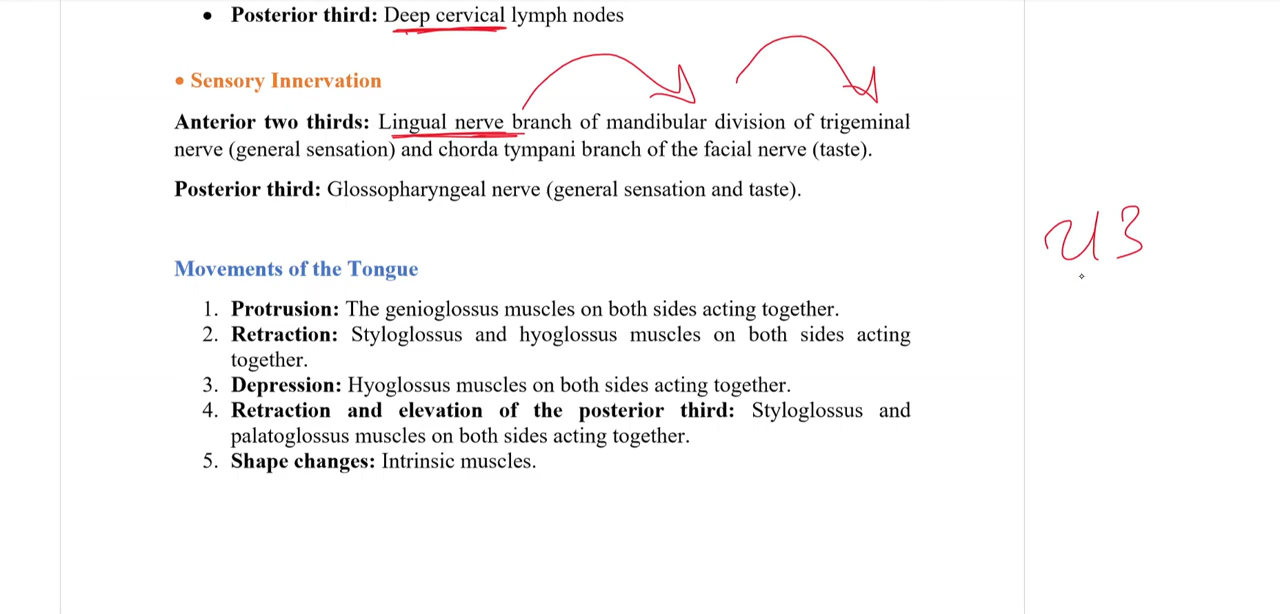 • Posterior third: Deep cervical lymph nodes
• Sensory Innervation
Anterior two thirds: Lingual nerve branch of mandibular division of trigeminal
nerve (general sensation) and chorda tympani branch of the facial nerve (taste).
Posterior third: Glossopharyngeal nerve (general sensation and taste).
Movements of the Tongue
1. Protrusion: The genioglossus muscles on both sides acting together.
2. Retraction: Styloglossus and hyoglossus muscles on both sides acting
together.
3. Depression: Hyoglossus muscles on both sides acting together.
4. Retraction and elevation of the posterior third: Styloglossus and
palatoglossus muscles on both sides acting together.
5. Shape changes: Intrinsic muscles.